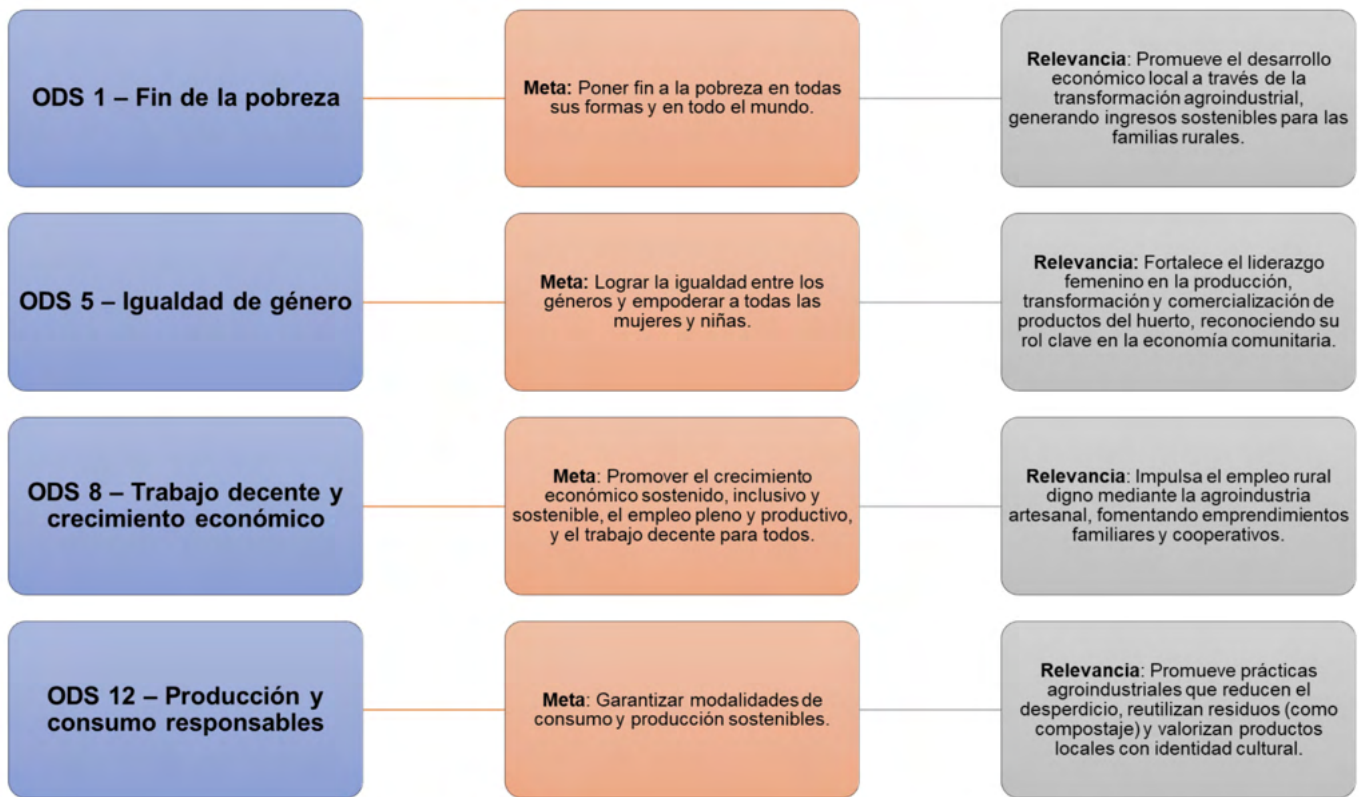 ODS 1 – Fin de la pobreza
Meta: Poner fin a la pobreza en todas
sus formas y en todo el mundo.
Relevancia: Promueve el desarrollo
económico local a través de la
transformación agroindustrial,
generando ingresos sostenibles para las
familias rurales.
ODS 5 – Igualdad de género
Meta: Lograr la igualdad entre los
géneros y empoderar a todas las
mujeres y niñas.
Relevancia: Fortalece el liderazgo
femenino en la producción,
transformación y comercialización de
productos del huerto, reconociendo su
rol clave en la economía comunitaria.
ODS 8 – Trabajo decente y
crecimiento económico
Meta: Promover el crecimiento
económico sostenido, inclusivo y
sostenible, el empleo pleno y productivo,
y el trabajo decente para todos.
Relevancia: Impulsa el empleo rural
digno mediante la agroindustria
artesanal, fomentando emprendimientos
familiares y cooperativos.
ODS 12 – Producción y
consumo responsables
Meta: Garantizar modalidades de
consumo y producción sostenibles.
Relevancia: Promueve prácticas
agroindustriales que reducen el
desperdicio, reutilizan residuos (como
compostaje) y valorizan productos
locales con identidad cultural.